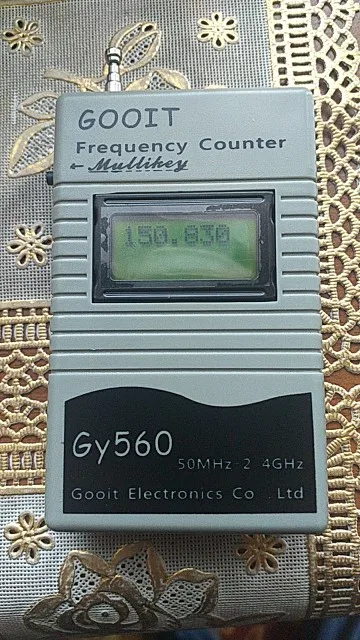 GOOIT
Frequency Counter
← Mullikey
150.830
Gy560
50MHz-2.4GHz
Gooit Electronics Co .Ltd